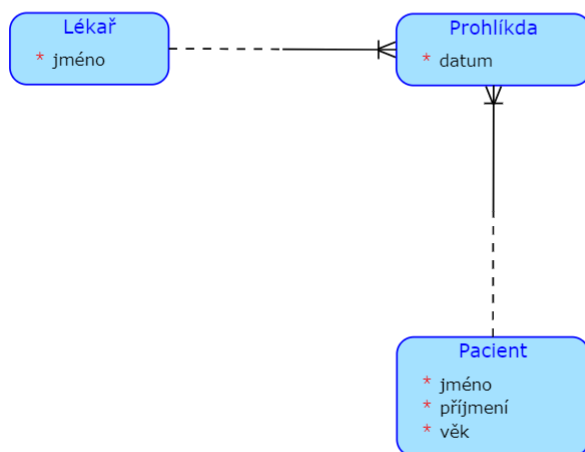 Lékař
* jméno
Prohlíkda
* datum
Pacient
* jméno
* příjmení
* věk